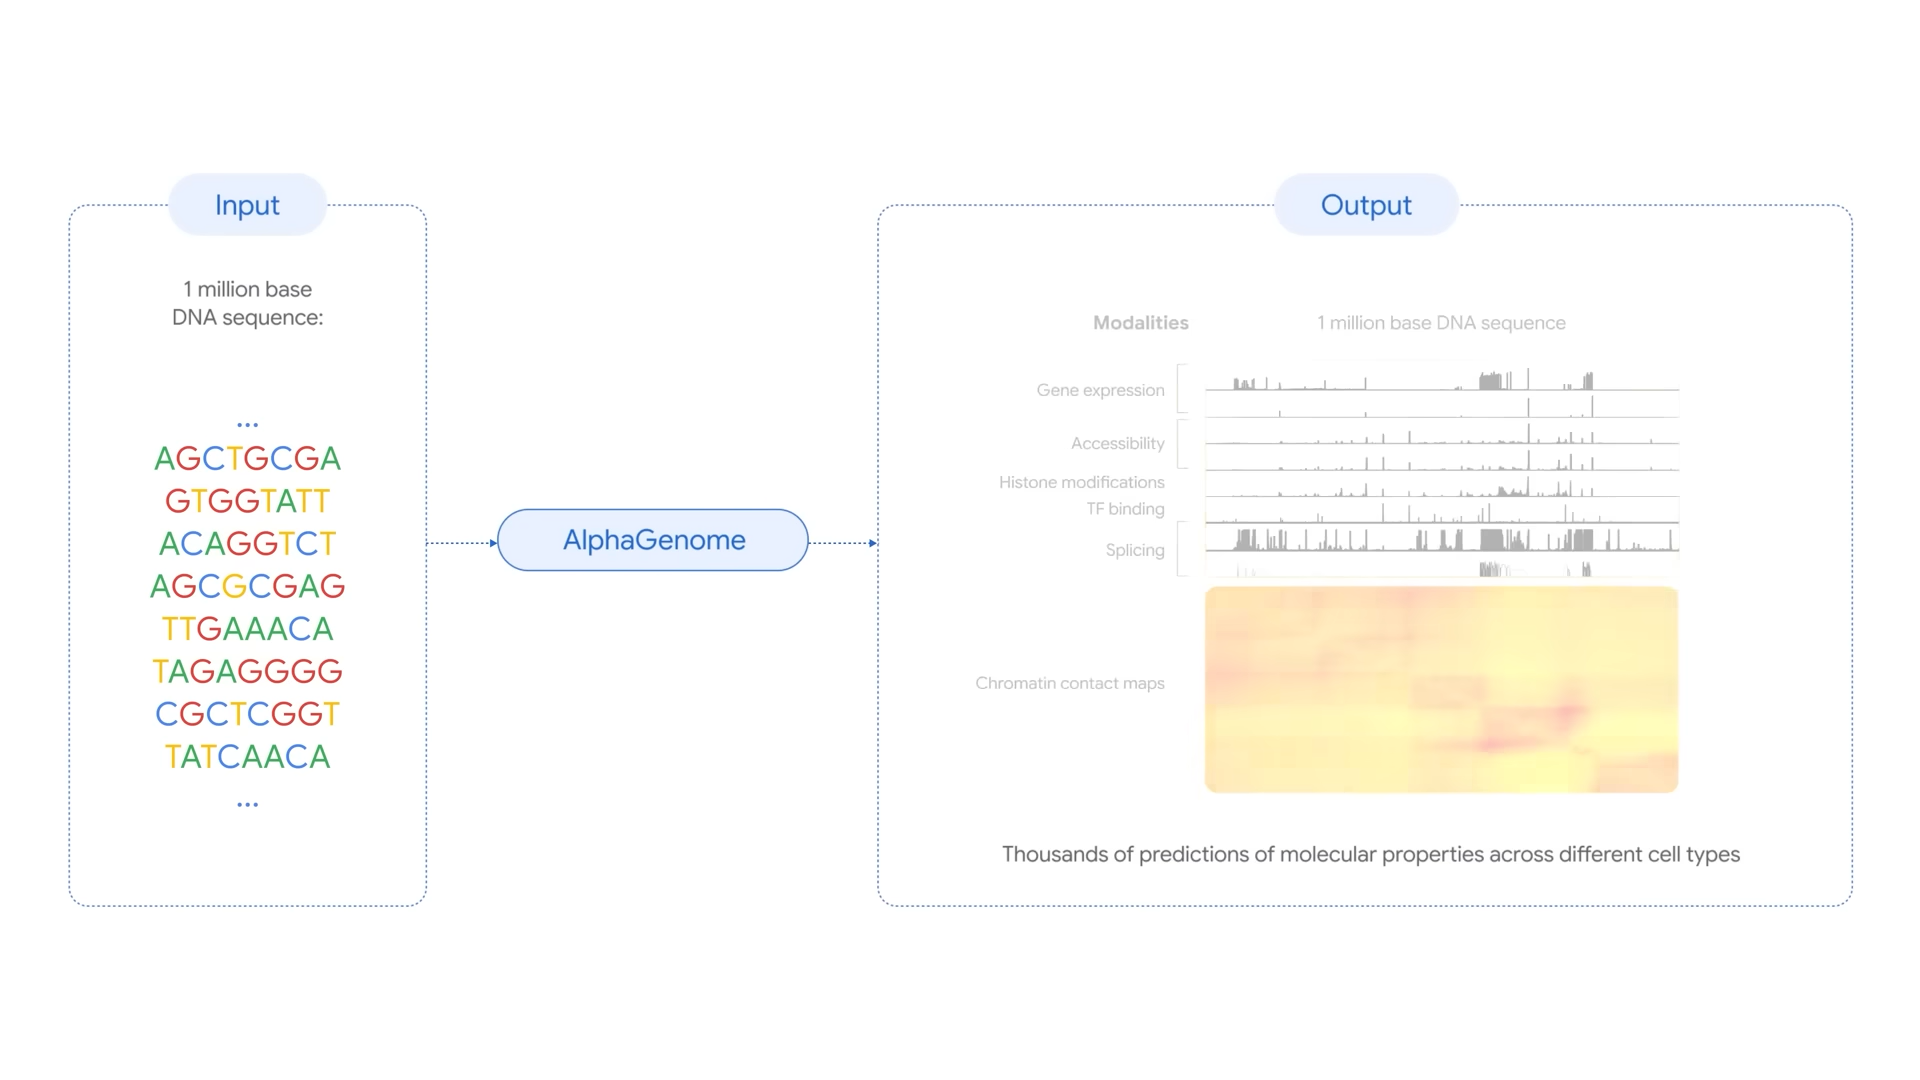 Input
1 million base
DNA sequence:
...
AGCTGCGA
GTGGTATT
ACAGGTCT
AGCGCGAG
TTGAAACA
TAGAGGGG
CGCTCGGT
TATCAACA
...
AlphaGenome
Output
Modalities 1 million base DNA sequence
Gene expression
Accessibility
Histone modifications
TF binding
Splicing
Chromatin contact maps
Thousands of predictions of molecular properties across different cell types